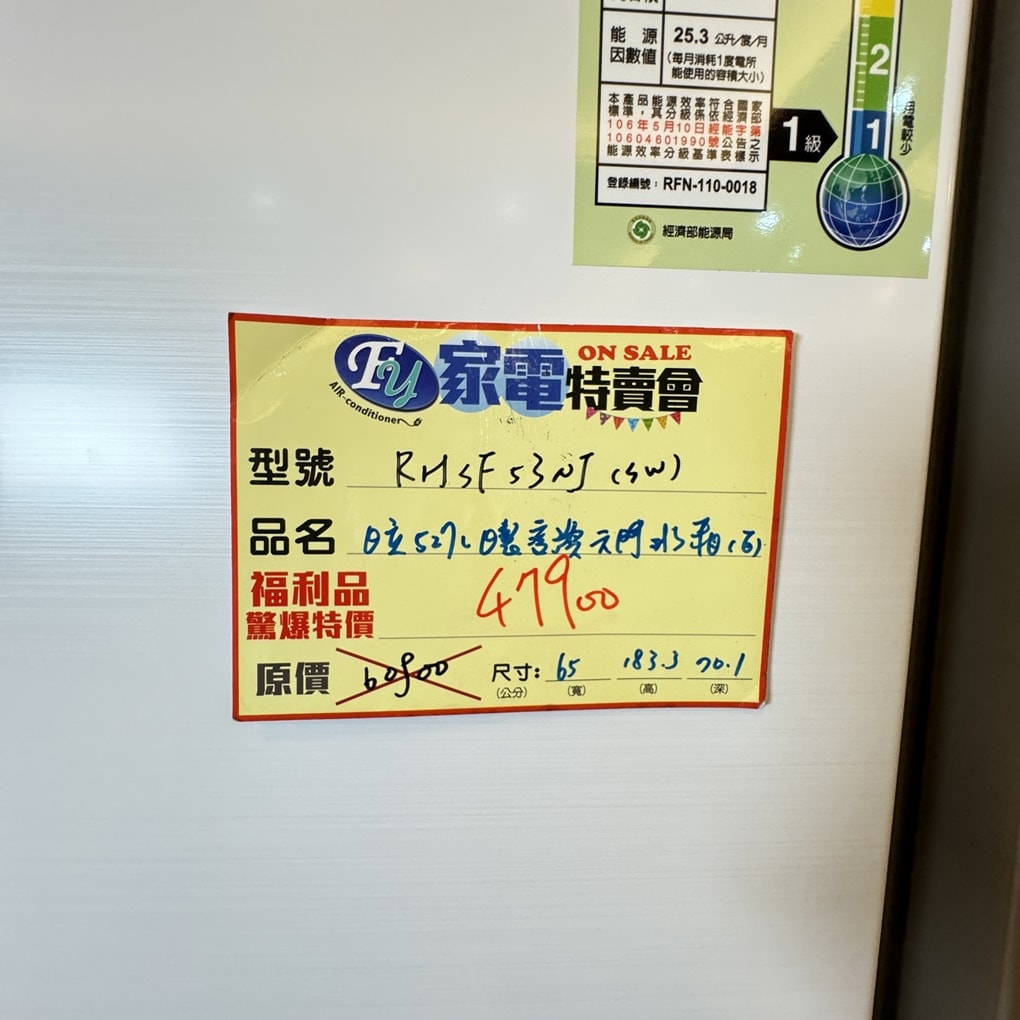 能源因數值 25.3 公升/度/月
(每月消耗1度電所
能使用的容積大小)
本產品能源效率符合國家
標準,其分級係依經濟部
106年5月10日經能字第
10604601990號公告之
能源效率分級基準表標示
登錄編號:RFN-110-0018
經濟部能源局
2
1級
1
用電較少
Fy
AIR-conditioner
家電特賣會
ON SALE
型號 RHSF53NJ (SW)
品名 日立527L日製 六門 (白)
福利品
驚爆特價 47900
原價 60900
尺寸: 65 183.3 70.1
(公分) (寬) (高) (深)